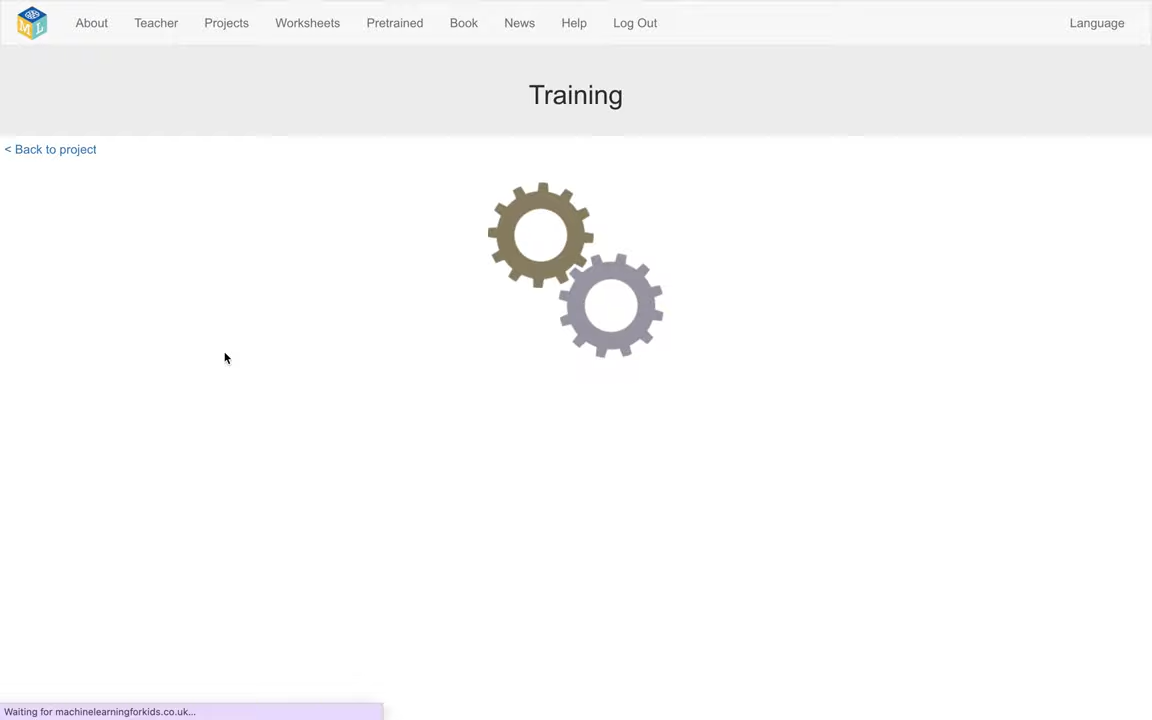 About Teacher Projects Worksheets Pretrained Book News Help Log Out Language
Training
< Back to project
Waiting for machinelearningforkids.co.uk...